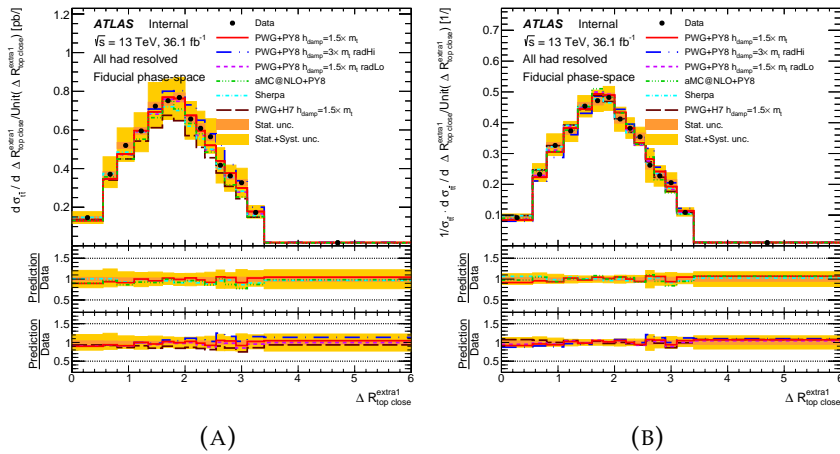 dσ_tt̄ / d ΔR^extra1_top close/Unit(ΔR^extra1_top close) [pb/]
ATLAS Internal
√s = 13 TeV, 36.1 fb⁻¹
All had resolved
Fiducial phase-space
Data
PWG+PY8 h_damp=1.5× m_t
PWG+PY8 h_damp=3× m_t radHi
PWG+PY8 h_damp=1.5× m_t radLo
aMC@NLO+PY8
Sherpa
PWG+H7 h_damp=1.5× m_t
Stat. unc.
Stat.+Syst. unc.
1.2
1
0.8
0.6
0.4
0.2
Prediction
Data
1.5
1
0.5
Prediction
Data
1.5
1
0.5
0 1 2 3 4 5 6
Δ R^extra1_top close
(A)
1/σ_tt̄ · dσ_tt̄ / d ΔR^extra1_top close/Unit(ΔR^extra1_top close) [1/]
ATLAS Internal
√s = 13 TeV, 36.1 fb⁻¹
All had resolved
Fiducial phase-space
Data
PWG+PY8 h_damp=1.5× m_t
PWG+PY8 h_damp=3× m_t radHi
PWG+PY8 h_damp=1.5× m_t radLo
aMC@NLO+PY8
Sherpa
PWG+H7 h_damp=1.5× m_t
Stat. unc.
Stat.+Syst. unc.
0.7
0.6
0.5
0.4
0.3
0.2
0.1
Prediction
Data
1.5
1
0.5
Prediction
Data
1.5
1
0.5
0 1 2 3 4 5 6
Δ R^extra1_top close
(B)